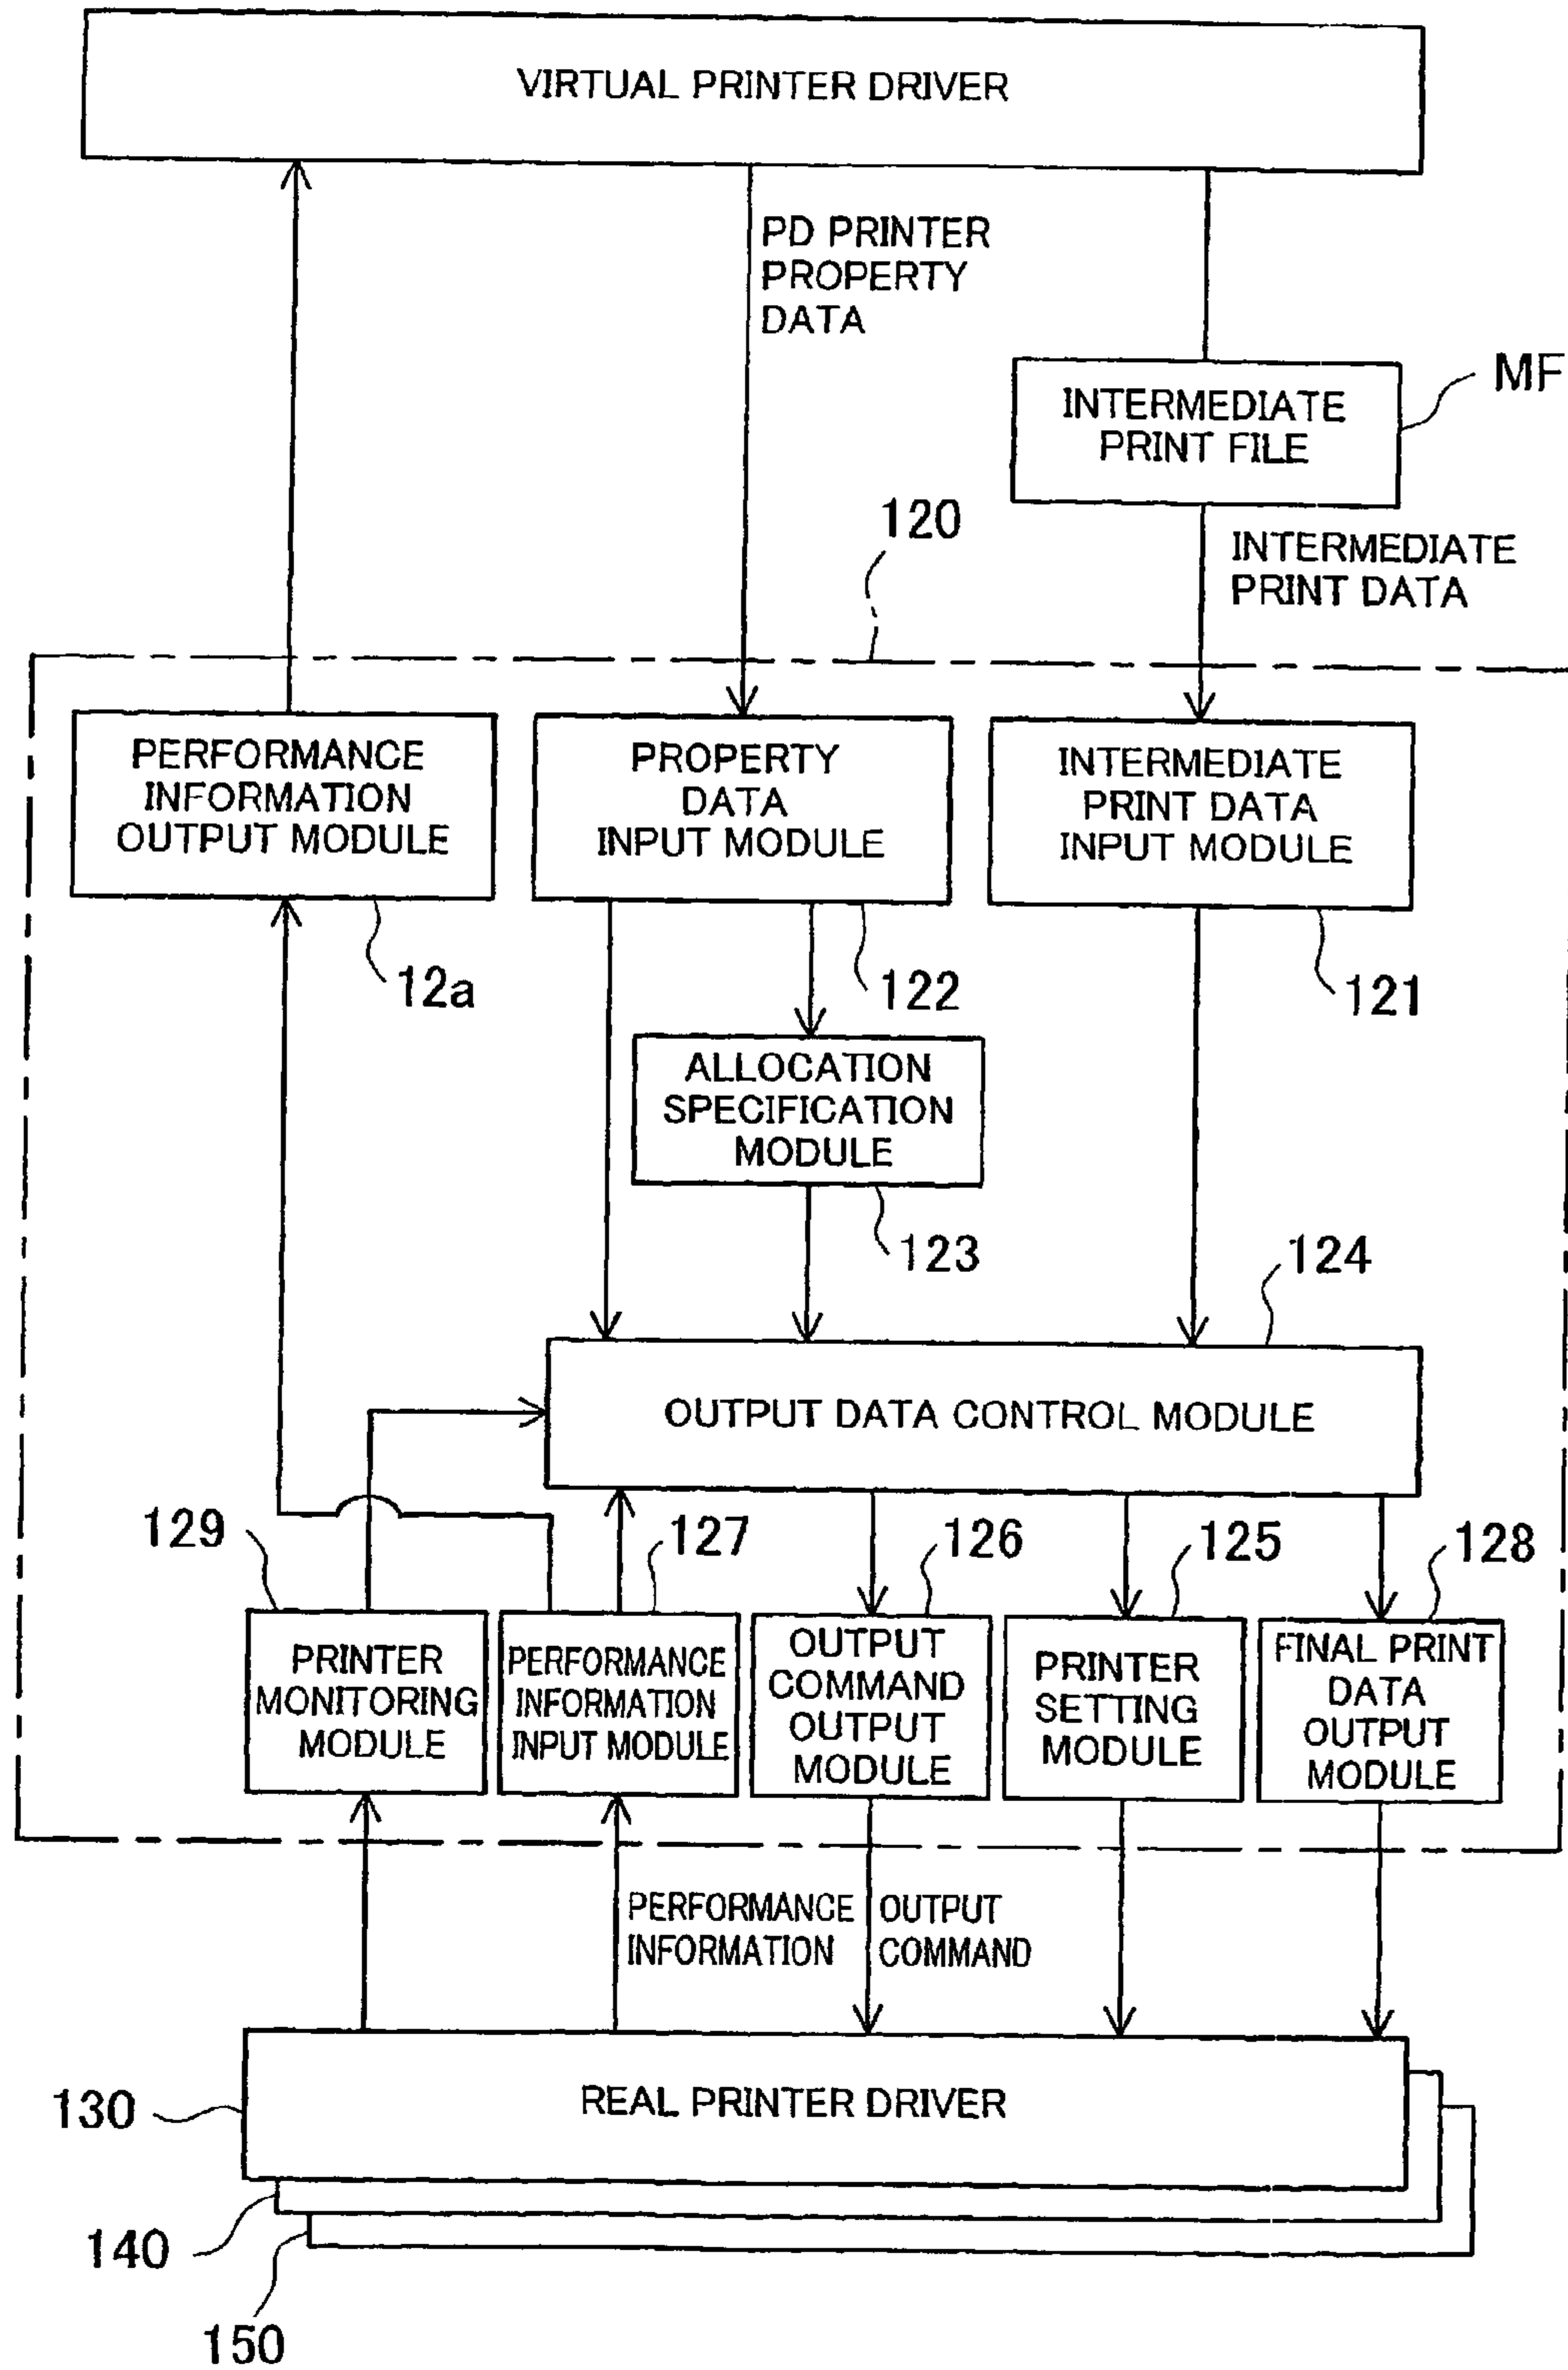 VIRTUAL PRINTER DRIVER
PD PRINTER
PROPERTY
DATA
MF
INTERMEDIATE
PRINT FILE
120
INTERMEDIATE
PRINT DATA
PERFORMANCE
INFORMATION
OUTPUT MODULE
PROPERTY
DATA
INPUT MODULE
INTERMEDIATE
PRINT DATA
INPUT MODULE
12a
122
121
ALLOCATION
SPECIFICATION
MODULE
123
124
OUTPUT DATA CONTROL MODULE
129
127
126
125
128
PRINTER
MONITORING
MODULE
PERFORMANCE
INFORMATION
INPUT MODULE
OUTPUT
COMMAND
OUTPUT
MODULE
PRINTER
SETTING
MODULE
FINAL PRINT
DATA
OUTPUT
MODULE
PERFORMANCE
INFORMATION
OUTPUT
COMMAND
130
REAL PRINTER DRIVER
140
150